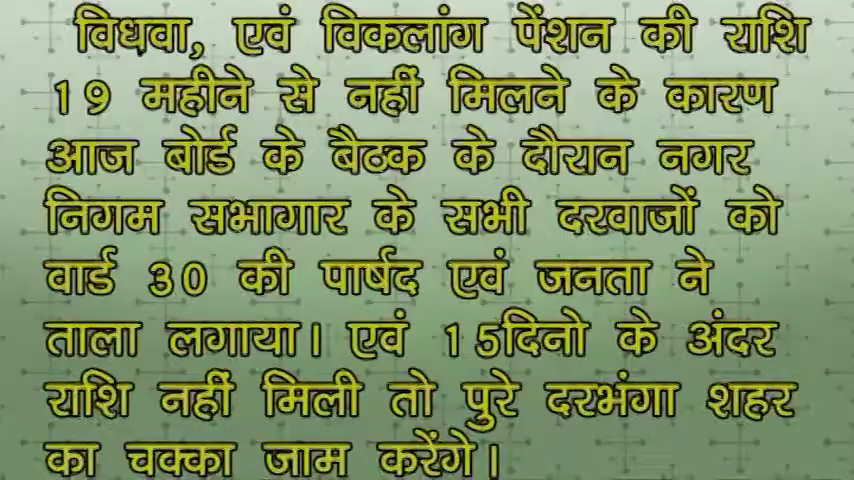 विधवा, एवं विकलांग पेंशन की राशि
19 महीने से नहीं मिलने के कारण
आज बोर्ड के बैठक के दौरान नगर
निगम सभागार के सभी दरवाजों को
वार्ड 30 की पार्षद एवं जनता ने
ताला लगाया। एवं 15दिनो के अंदर
राशि नहीं मिली तो पुरे दरभंगा शहर
का चक्का जाम करेंगे।